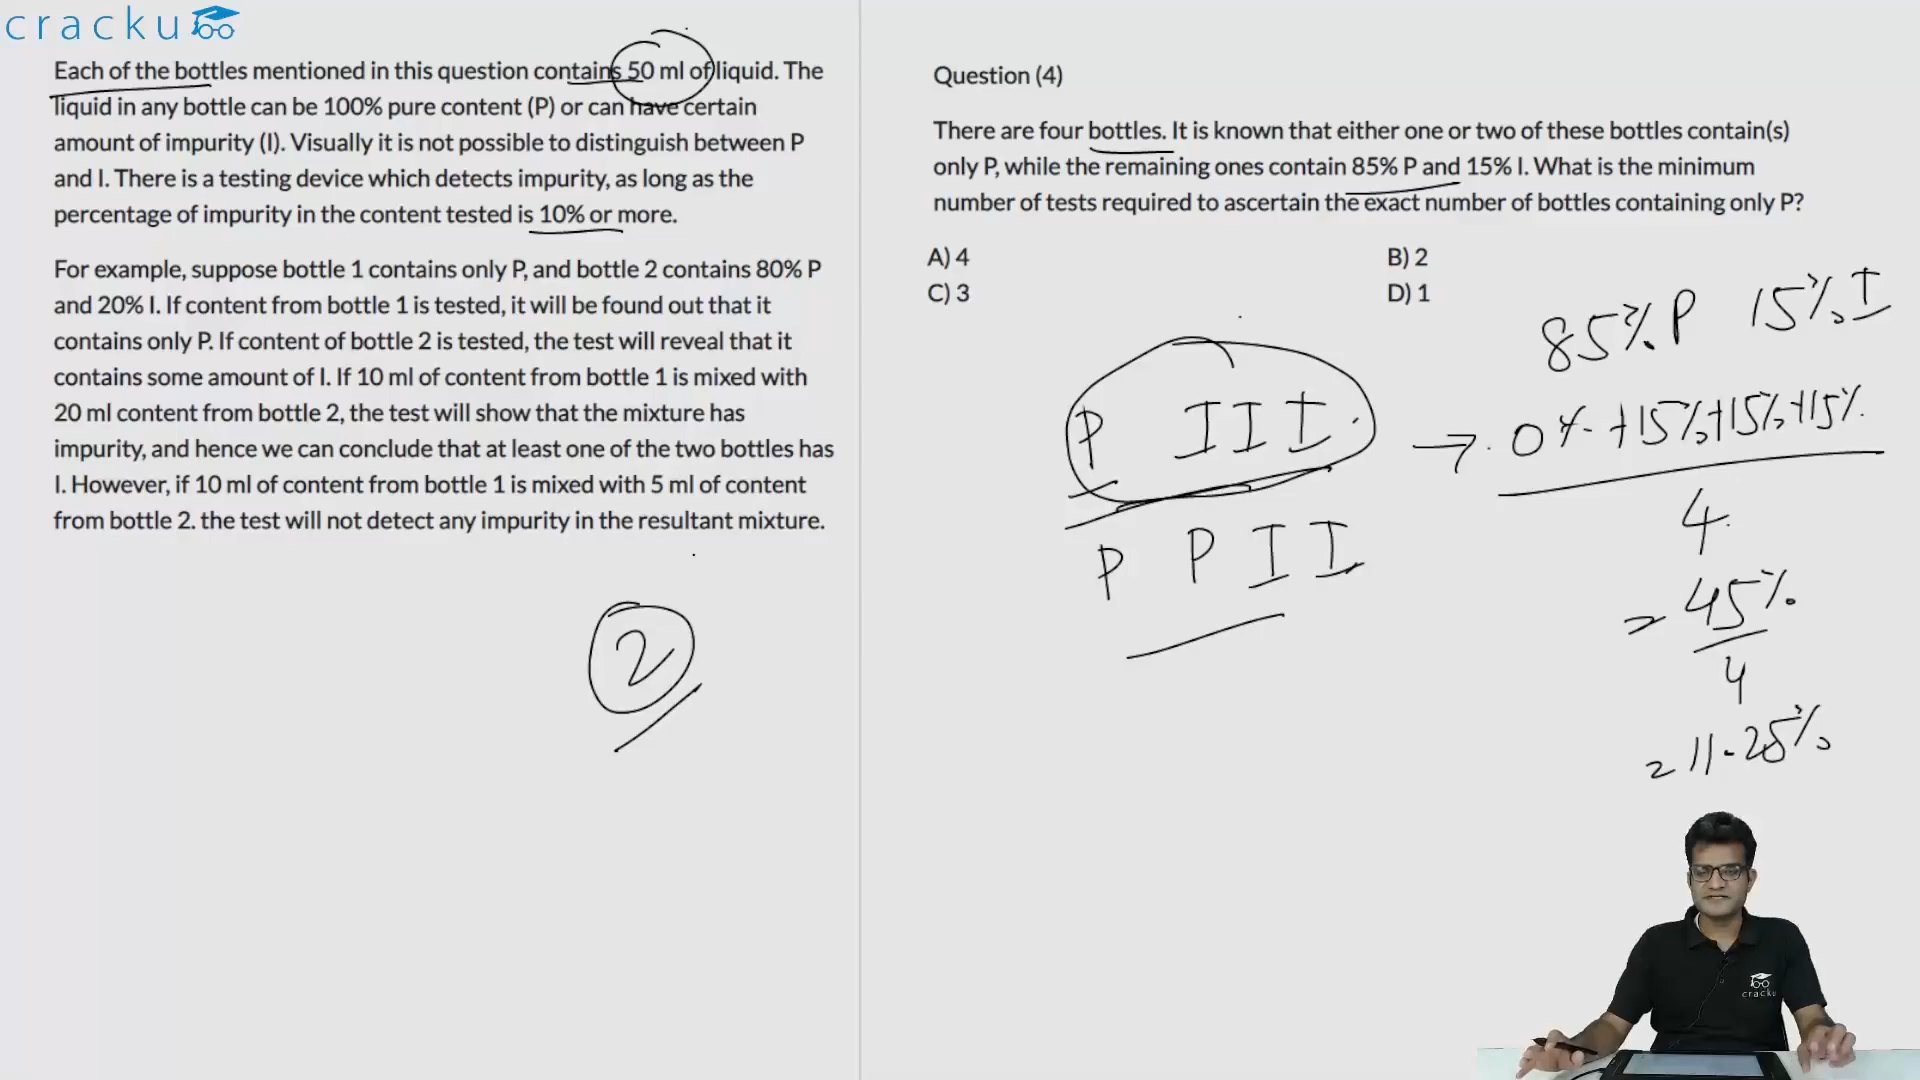 cracku
Each of the bottles mentioned in this question contains 50 ml of liquid. The
liquid in any bottle can be 100% pure content (P) or can have certain
amount of impurity (I). Visually it is not possible to distinguish between P
and I. There is a testing device which detects impurity, as long as the
percentage of impurity in the content tested is 10% or more.
For example, suppose bottle 1 contains only P, and bottle 2 contains 80% P
and 20% I. If content from bottle 1 is tested, it will be found out that it
contains only P. If content of bottle 2 is tested, the test will reveal that it
contains some amount of I. If 10 ml of content from bottle 1 is mixed with
20 ml content from bottle 2, the test will show that the mixture has
impurity, and hence we can conclude that at least one of the two bottles has
I. However, if 10 ml of content from bottle 1 is mixed with 5 ml of content
from bottle 2. the test will not detect any impurity in the resultant mixture.
2
Question (4)
There are four bottles. It is known that either one or two of these bottles contain(s)
only P, while the remaining ones contain 85% P and 15% I. What is the minimum
number of tests required to ascertain the exact number of bottles containing only P?
A) 4
B) 2
C) 3
D) 1
85% P 15% I
P I I I → 0% + 15% + 15% + 15%
4
P P I I
= 45%
4
= 11.25%
cracku